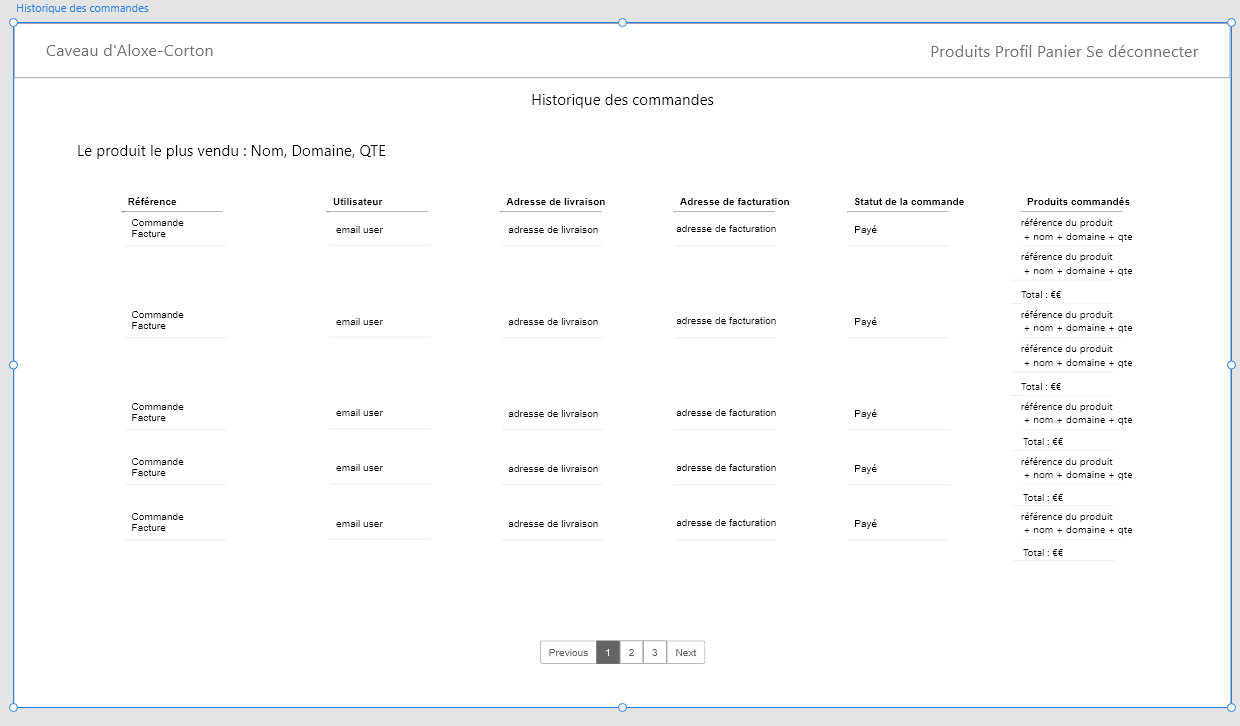 Historique des commandes
Caveau d'Aloxe-Corton
Produits Profil Panier Se déconnecter
Historique des commandes
Le produit le plus vendu : Nom, Domaine, QTE
Référence Utilisateur Adresse de livraison Adresse de facturation Statut de la commande Produits commandés
Commande
Facture
email user
adresse de livraison
adresse de facturation
Payé
référence du produit
+ nom + domaine + qte
référence du produit
+ nom + domaine + qte
Total : €€
Commande
Facture
email user
adresse de livraison
adresse de facturation
Payé
référence du produit
+ nom + domaine + qte
référence du produit
+ nom + domaine + qte
Total : €€
Commande
Facture
email user
adresse de livraison
adresse de facturation
Payé
référence du produit
+ nom + domaine + qte
Total : €€
Commande
Facture
email user
adresse de livraison
adresse de facturation
Payé
référence du produit
+ nom + domaine + qte
Total : €€
Commande
Facture
email user
adresse de livraison
adresse de facturation
Payé
référence du produit
+ nom + domaine + qte
Total : €€
Previous 1 2 3 Next